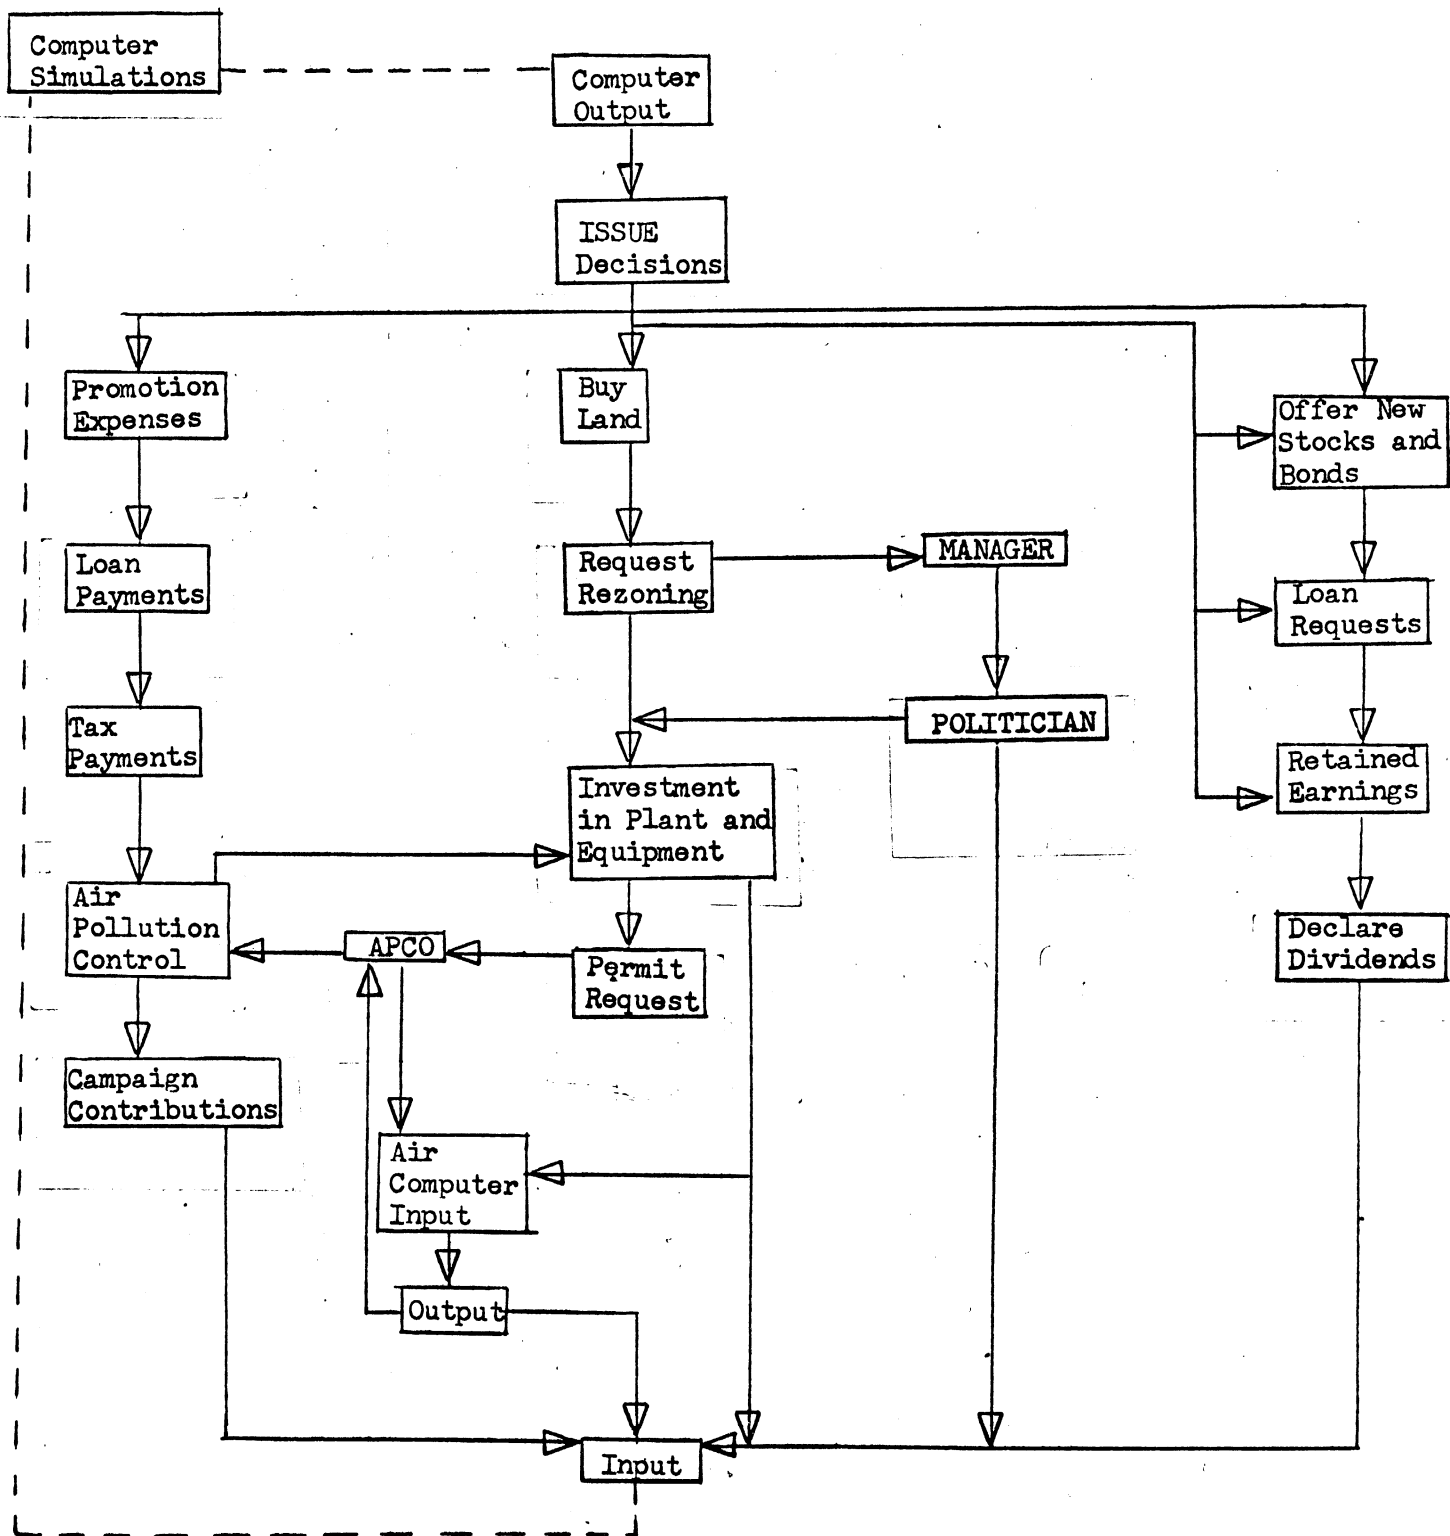 Computer
Simulations
Computer
Output
ISSUE
Decisions
Promotion
Expenses
Buy
Land
Offer New
Stocks and
Bonds
Loan
Payments
Request
Rezoning
MANAGER
Loan
Requests
Tax
Payments
POLITICIAN
Investment
in Plant and
Equipment
Retained
Earnings
Air
Pollution
Control
APCO
Permit
Request
Declare
Dividends
Campaign
Contributions
Air
Computer
Input
Output
Input